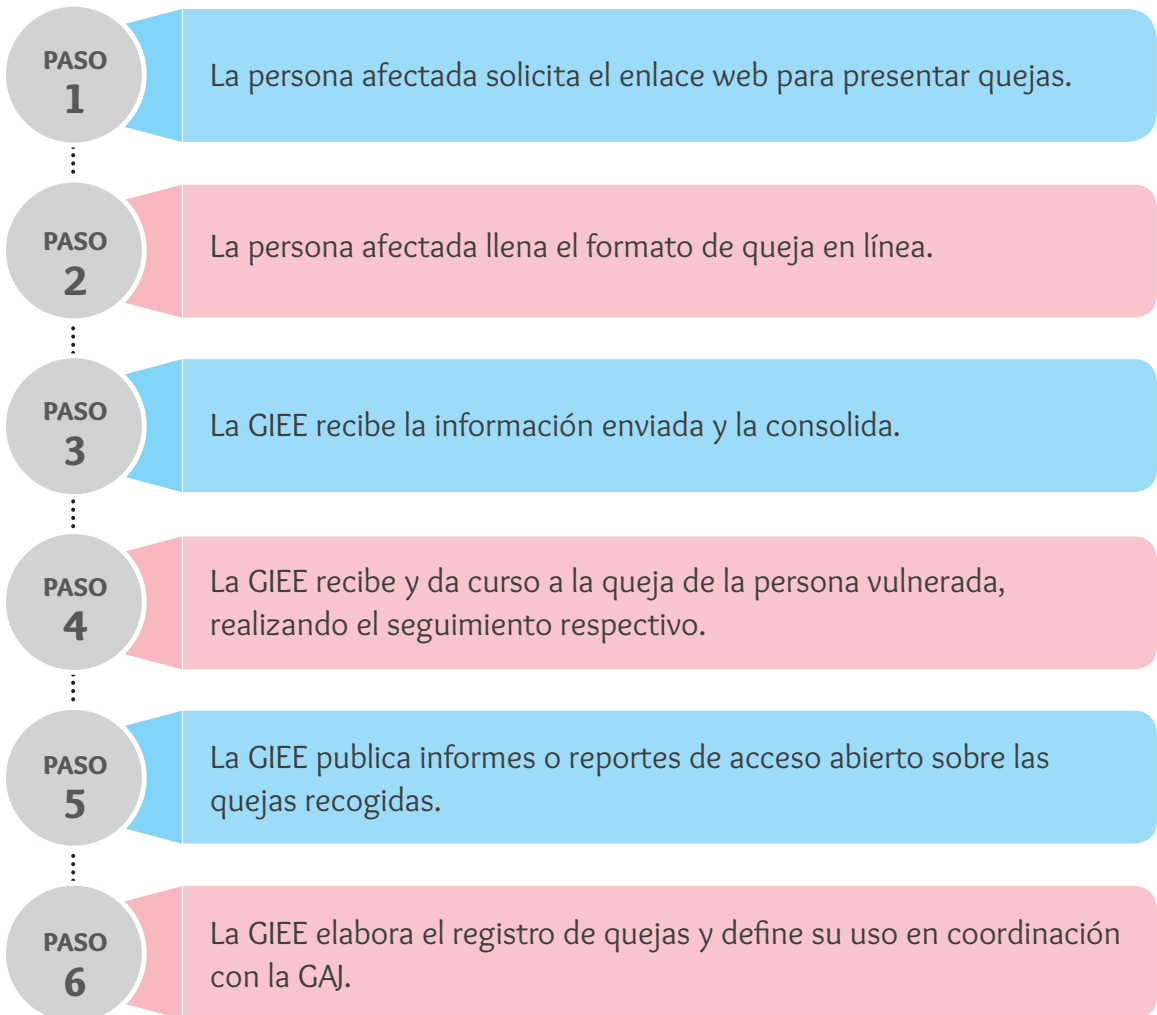 PASO
1
La persona afectada solicita el enlace web para presentar quejas.
PASO
2
La persona afectada llena el formato de queja en línea.
PASO
3
La GIEE recibe la información enviada y la consolida.
PASO
4
La GIEE recibe y da curso a la queja de la persona vulnerada,
realizando el seguimiento respectivo.
PASO
5
La GIEE publica informes o reportes de acceso abierto sobre las
quejas recogidas.
PASO
6
La GIEE elabora el registro de quejas y define su uso en coordinación
con la GAJ.